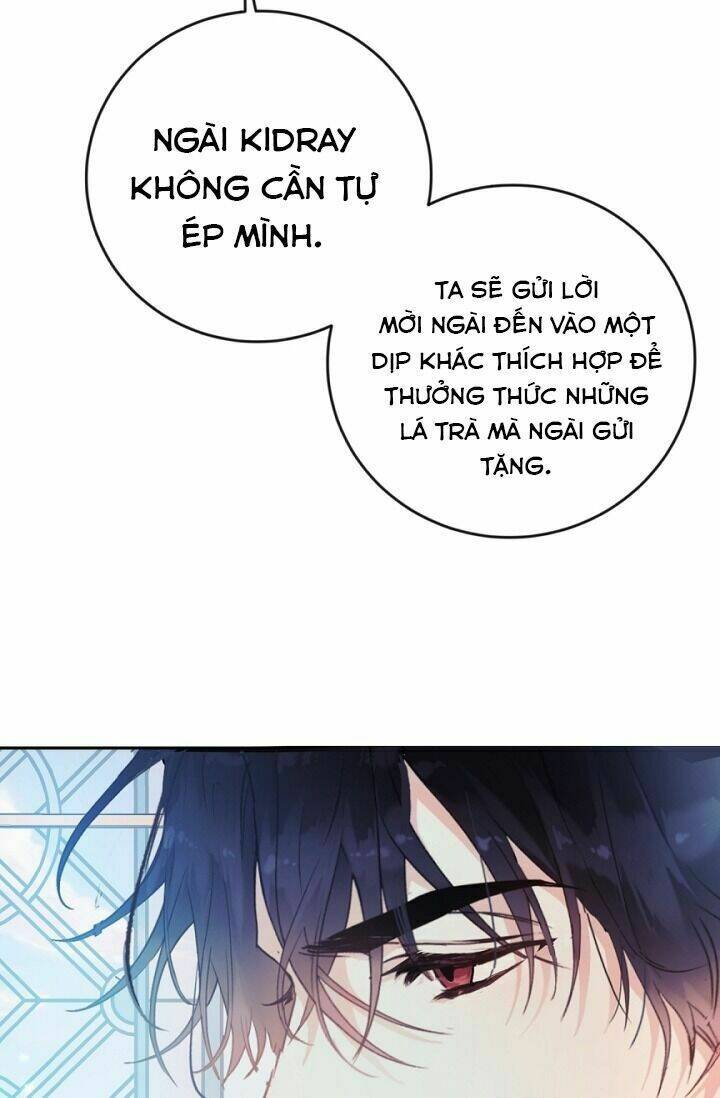 NGÀI KIDRAY
KHÔNG CẦN TỰ
ÉP MÌNH.
TA SẼ GỬI LỜI
MỜI NGÀI ĐẾN VÀO MỘT
DỊP KHÁC THÍCH HỢP ĐỂ
THƯỞNG THỨC NHỮNG
LÁ TRÀ MÀ NGÀI GỬI
TẶNG.